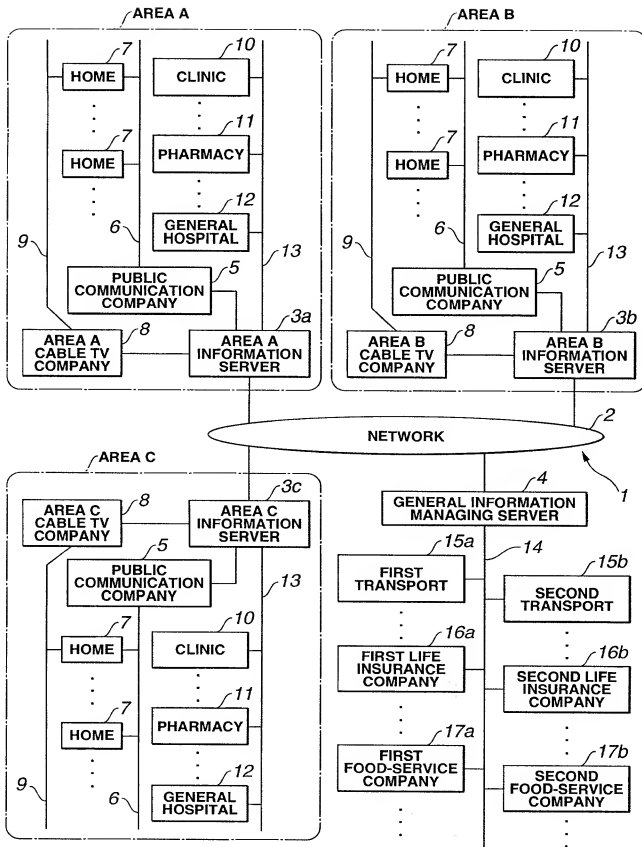 AREA A
7
HOME
10
CLINIC
11
7
HOME
PHARMACY
12
GENERAL
HOSPITAL
9
6
13
5
PUBLIC
COMMUNICATION
COMPANY
8
3a
AREA A
CABLE TV
COMPANY
AREA A
INFORMATION
SERVER
AREA B
7
HOME
10
CLINIC
11
7
HOME
PHARMACY
12
GENERAL
HOSPITAL
9
6
13
5
PUBLIC
COMMUNICATION
COMPANY
8
3b
AREA B
CABLE TV
COMPANY
AREA B
INFORMATION
SERVER
2
NETWORK
1
AREA C
8
3c
AREA C
CABLE TV
COMPANY
AREA C
INFORMATION
SERVER
5
PUBLIC
COMMUNICATION
COMPANY
13
7
HOME
10
CLINIC
11
7
HOME
PHARMACY
12
GENERAL
HOSPITAL
9
6
4
GENERAL INFORMATION
MANAGING SERVER
15a
14
15b
FIRST
TRANSPORT
SECOND
TRANSPORT
16a
16b
FIRST LIFE
INSURANCE
COMPANY
SECOND LIFE
INSURANCE
COMPANY
17a
17b
FIRST
FOOD-SERVICE
COMPANY
SECOND
FOOD-SERVICE
COMPANY